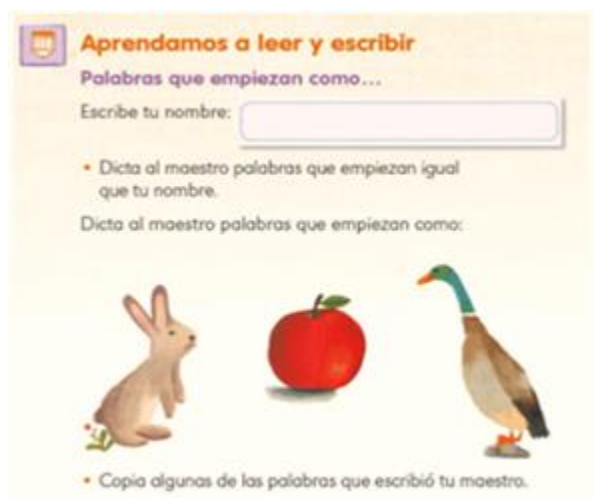 Aprendamos a leer y escribir
Palabras que empiezan como...
Escribe tu nombre:
• Dicta al maestro palabras que empiezan igual
que tu nombre.
Dicta al maestro palabras que empiezan como:
• Copia algunas de las palabras que escribió tu maestro.